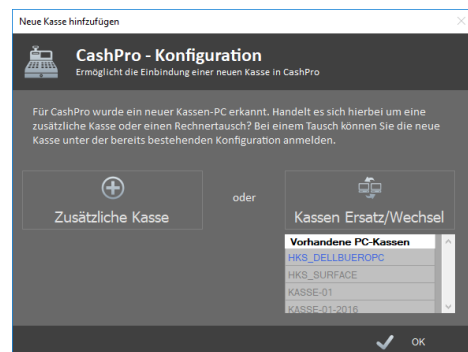 Neue Kasse hinfzufügen
CashPro - Konfiguration
Ermöglicht die Einbindung einer neuen Kasse in CashPro
Für CashPro wurde ein neuer Kassen-PC erkannt. Handelt es sich hierbei um eine
zusätzliche Kasse oder einen Rechnertausch? Bei einem Tausch können Sie die neue
Kasse unter der bereits bestehenden Konfiguration anmelden.
Zusätzliche Kasse
oder
Kassen Ersatz/Wechsel
Vorhandene PC-Kassen
HKS_DELLBUEROPC
HKS_SURFACE
KASSE-01
KASSE-01-2016
OK